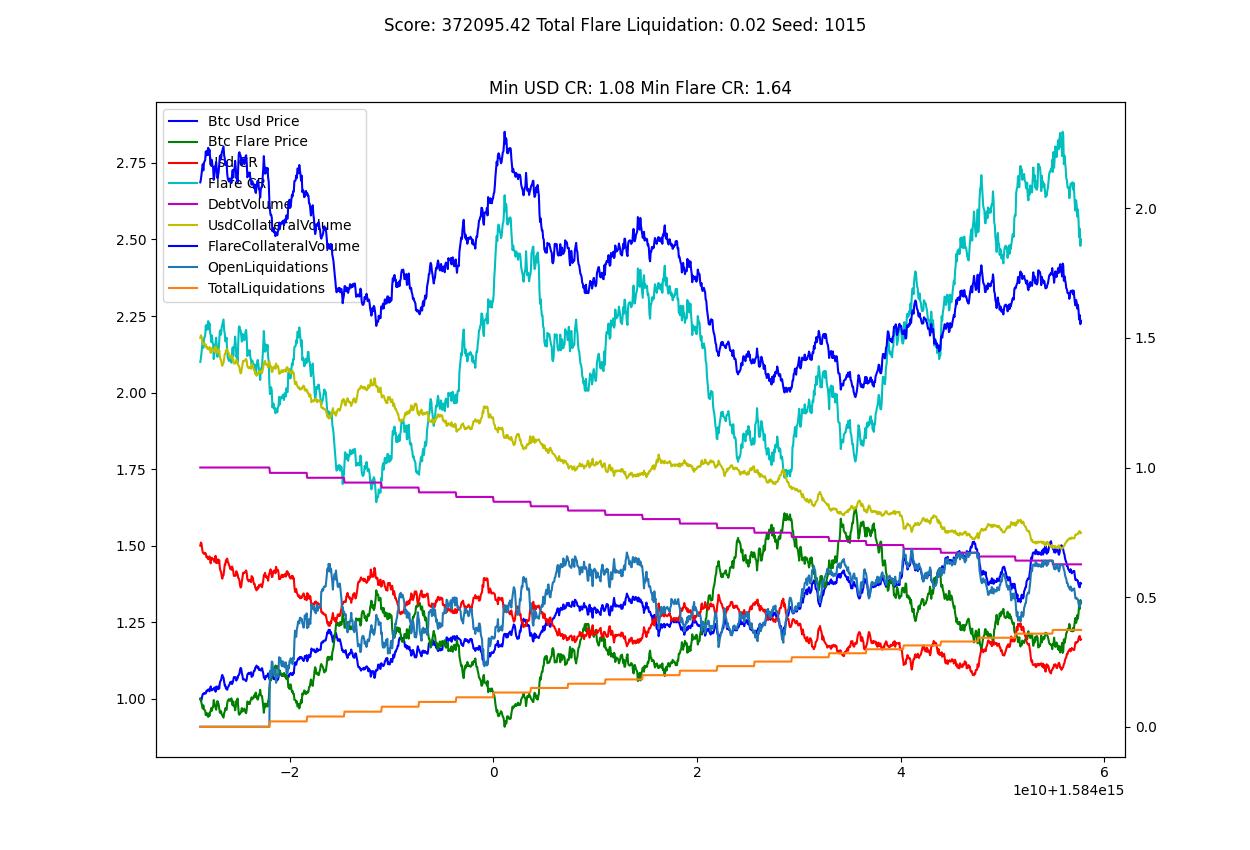 Score: 372095.42 Total Flare Liquidation: 0.02 Seed: 1015
Min USD CR: 1.08 Min Flare CR: 1.64
Btc Usd Price
Btc Flare Price
Usd CR
Flare CR
DebtVolume
UsdCollateralVolume
FlareCollateralVolume
OpenLiquidations
TotalLiquidations
2.75
2.50
2.25
2.00
1.75
1.50
1.25
1.00
2.0
1.5
1.0
0.5
0.0
−2 0 2 4 6
1e10+1.584e15